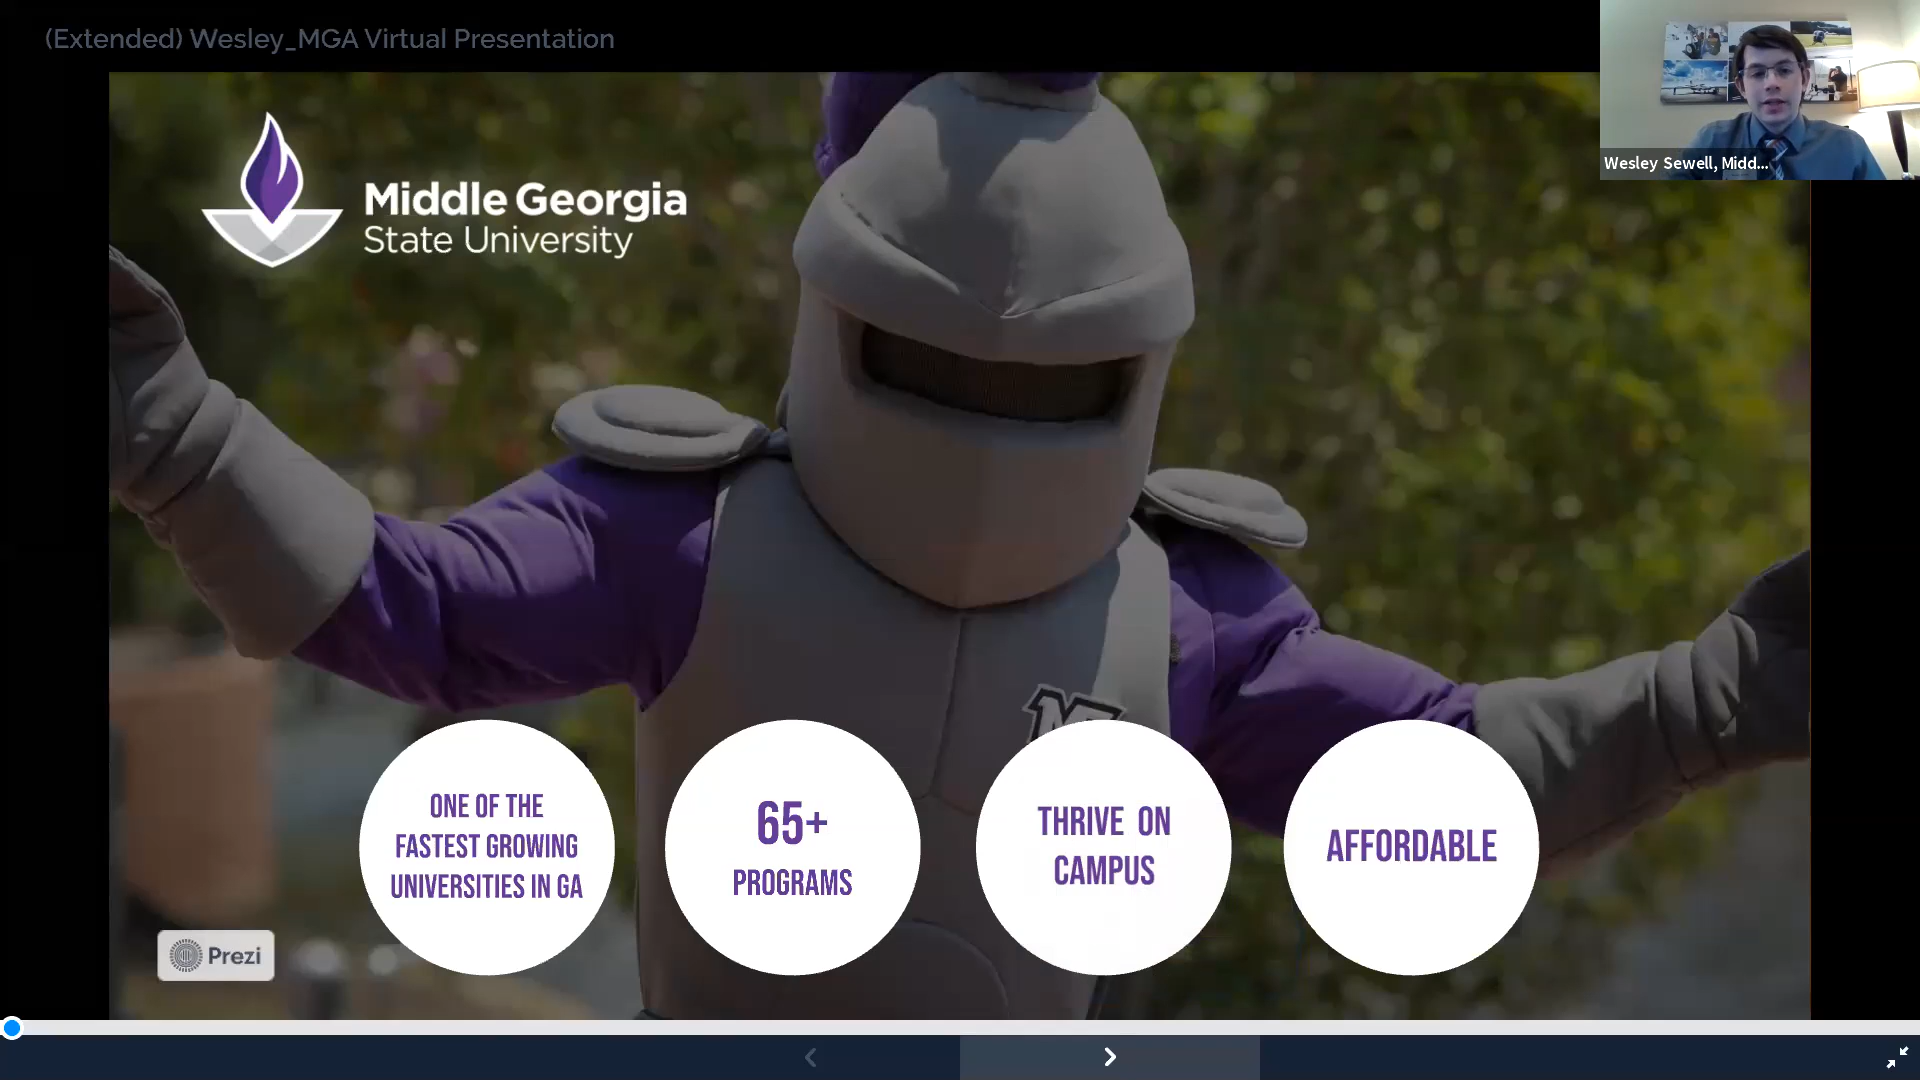 (Extended) Wesley_MGA Virtual Presentation
Wesley Sewell, Midd...
Middle Georgia
State University
ONE OF THE
FASTEST GROWING
UNIVERSITIES IN GA
65+
PROGRAMS
THRIVE ON
CAMPUS
AFFORDABLE
Prezi